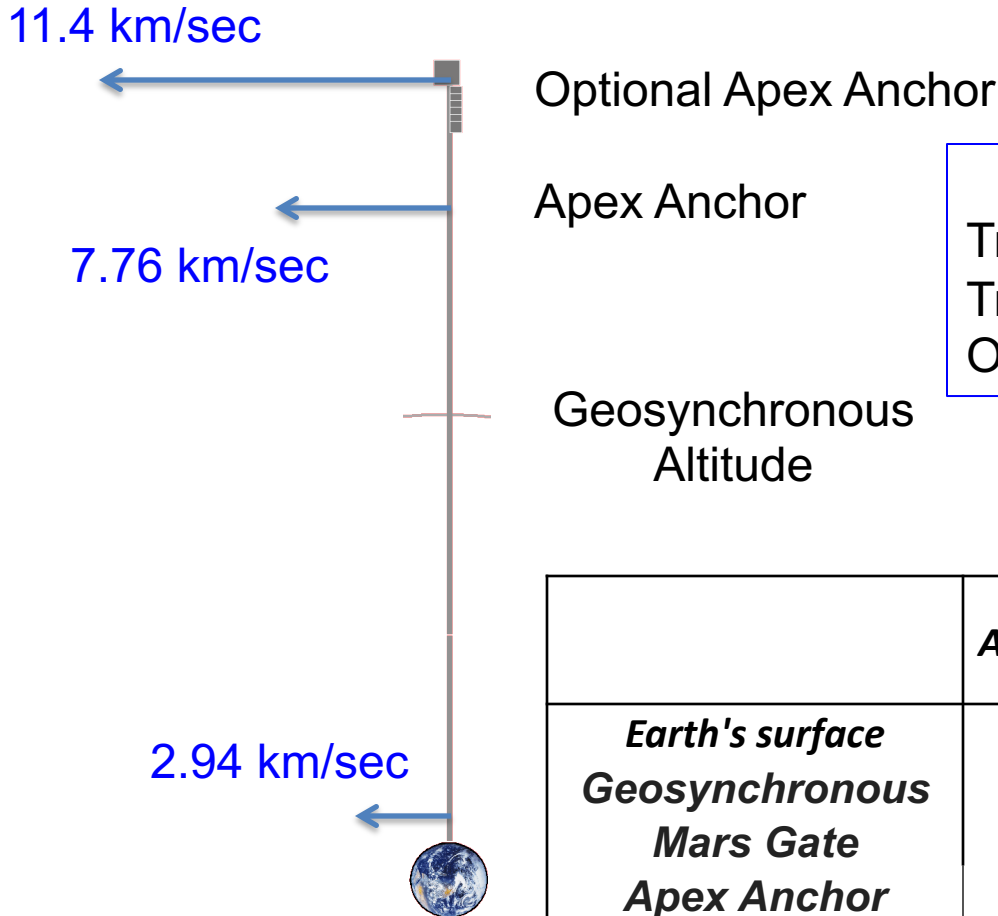 11.4 km/sec
Optional Apex Anchor
Apex Anchor
7.76 km/sec
Geosynchronous
Altitude
2.94 km/sec
Earth's surface
Geosynchronous
Mars Gate
Apex Anchor